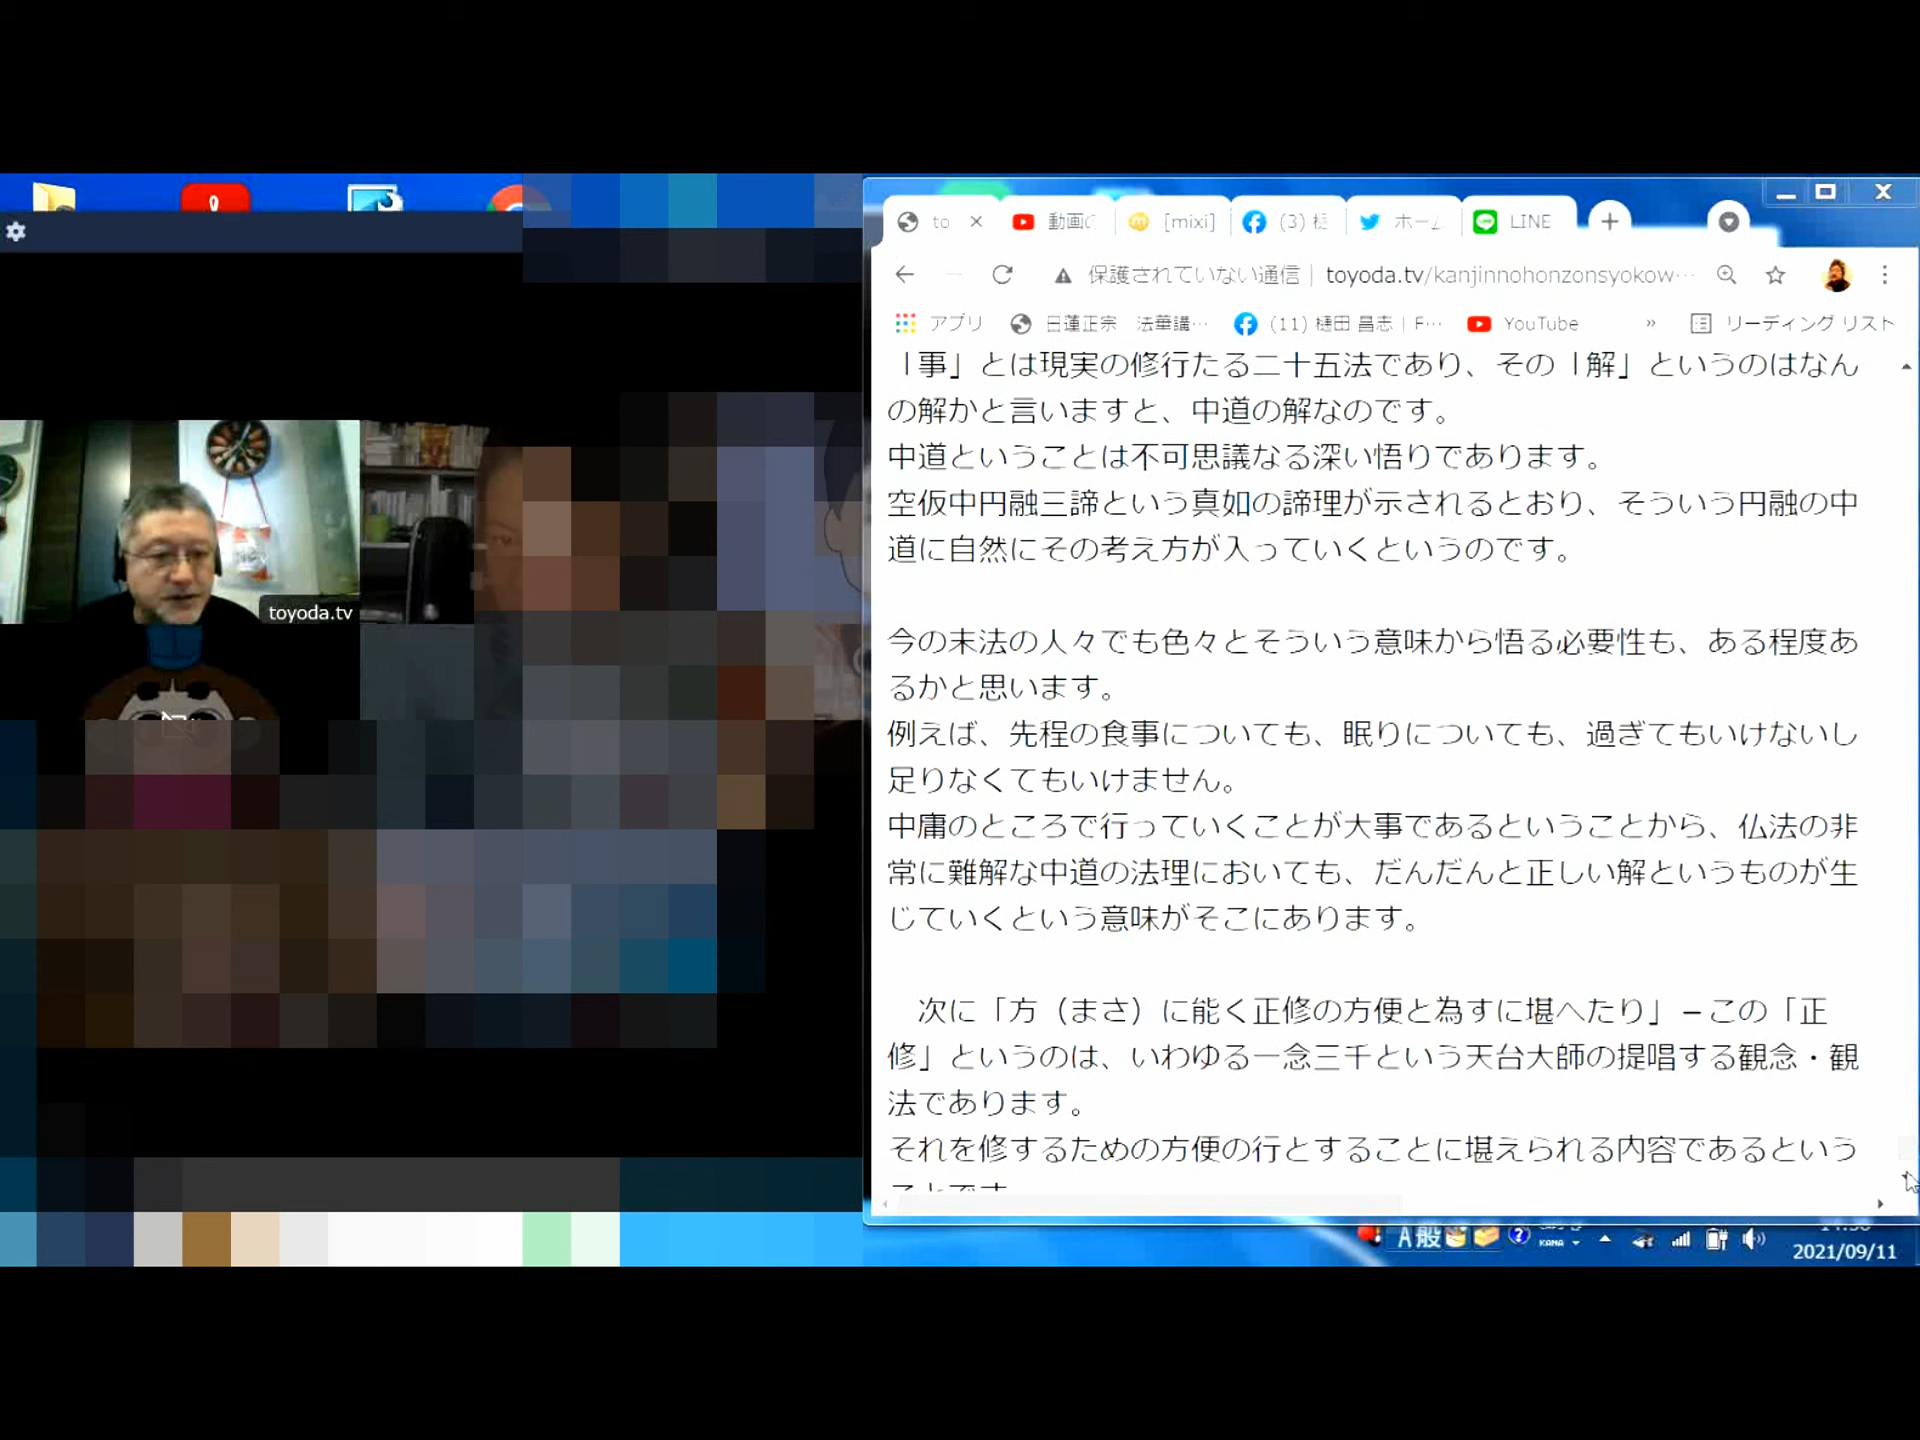 to
[mixi]
(3)
LINE
保護されていない通信 | toyoda.tv/kanjinnohonzonsyokow…
アプリ
日蓮正宗 法華講…
(11) 樋田 昌志 | F…
YouTube
»
リーディング リスト
「事」とは現実の修行たる二十五法であり、その「解」というのはなん
の解かと言いますと、中道の解なのです。
中道ということは不可思議なる深い悟りであります。
空仮中円融三諦という真如の諦理が示されるとおり、そういう円融の中
道に自然にその考え方が入っていくというのです。
今の末法の人々でも色々とそういう意味から悟る必要性も、ある程度あ
るかと思います。
例えば、先程の食事についても、眠りについても、過ぎてもいけないし
足りなくてもいけません。
中庸のところで行っていくことが大事であるということから、仏法の非
常に難解な中道の法理においても、だんだんと正しい解というものが生
じていくという意味がそこにあります。
次に「方（まさ）に能く正修の方便と為すに堪へたり」－この「正
修」というのは、いわゆる一念三千という天台大師の提唱する観念・観
法であります。
それを修するための方便の行とすることに堪えられる内容であるという
toyoda.tv
A般
KANA
2021/09/11